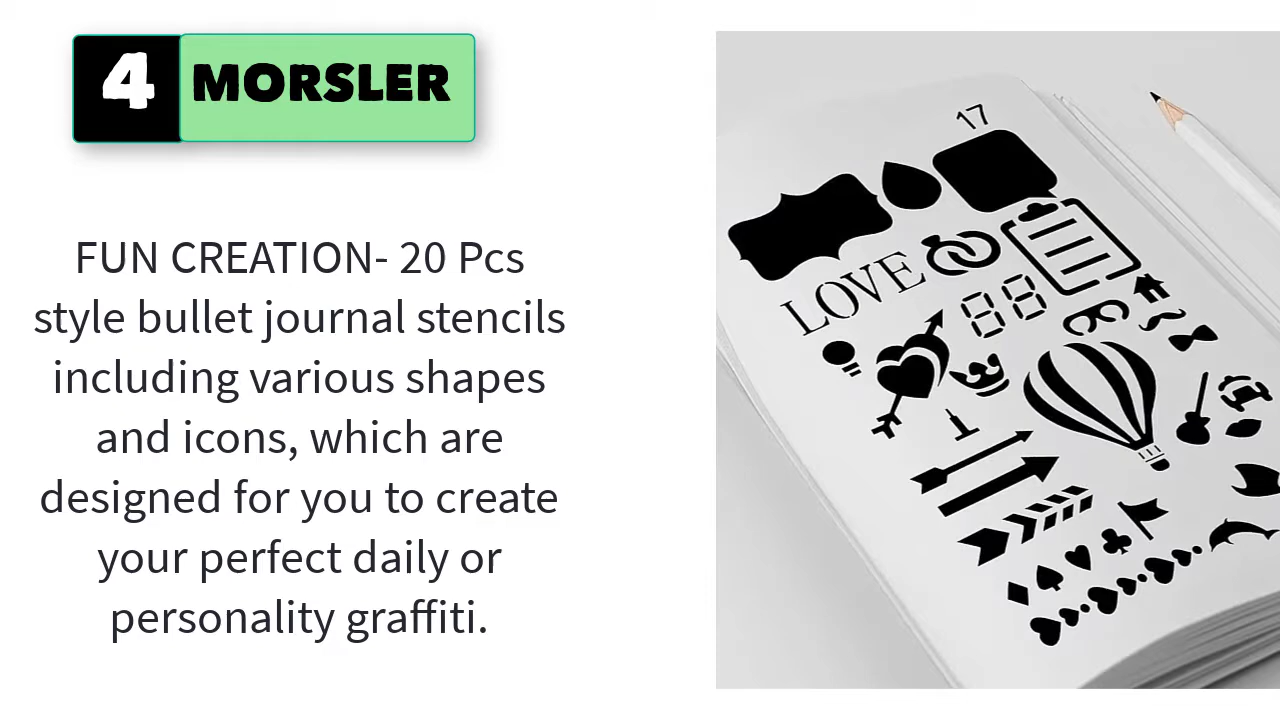 4 MORSLER
FUN CREATION- 20 Pcs
style bullet journal stencils
including various shapes
and icons, which are
designed for you to create
your perfect daily or
personality graffiti.
17
LOVE
88